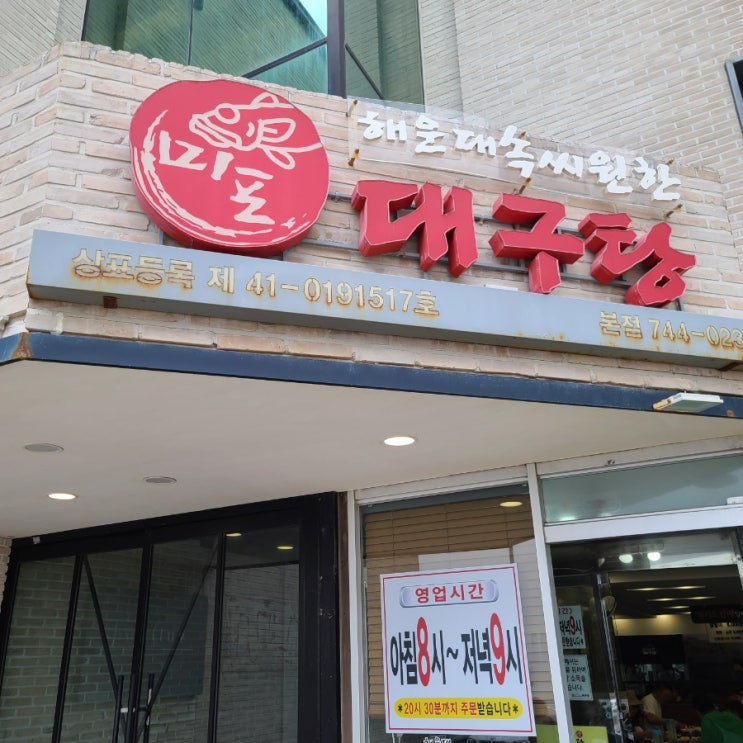 미포
해운대속씨원한
대구탕
상표등록 제 41-0191517호
본점 744-023
영업시간
아침8시~저녁9시
*20시 30분까지 주문받습니다*